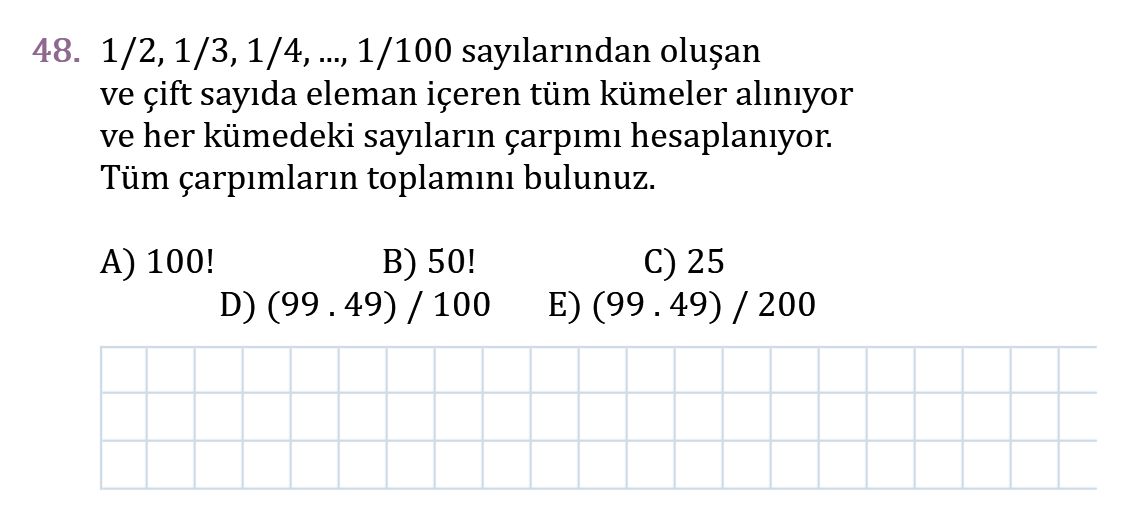 48. 1/2, 1/3, 1/4, ..., 1/100 sayılarından oluşan
ve çift sayıda eleman içeren tüm kümeler alınıyor
ve her kümedeki sayıların çarpımı hesaplanıyor.
Tüm çarpımların toplamını bulunuz.
A) 100! B) 50! C) 25
D) (99 . 49) / 100 E) (99 . 49) / 200